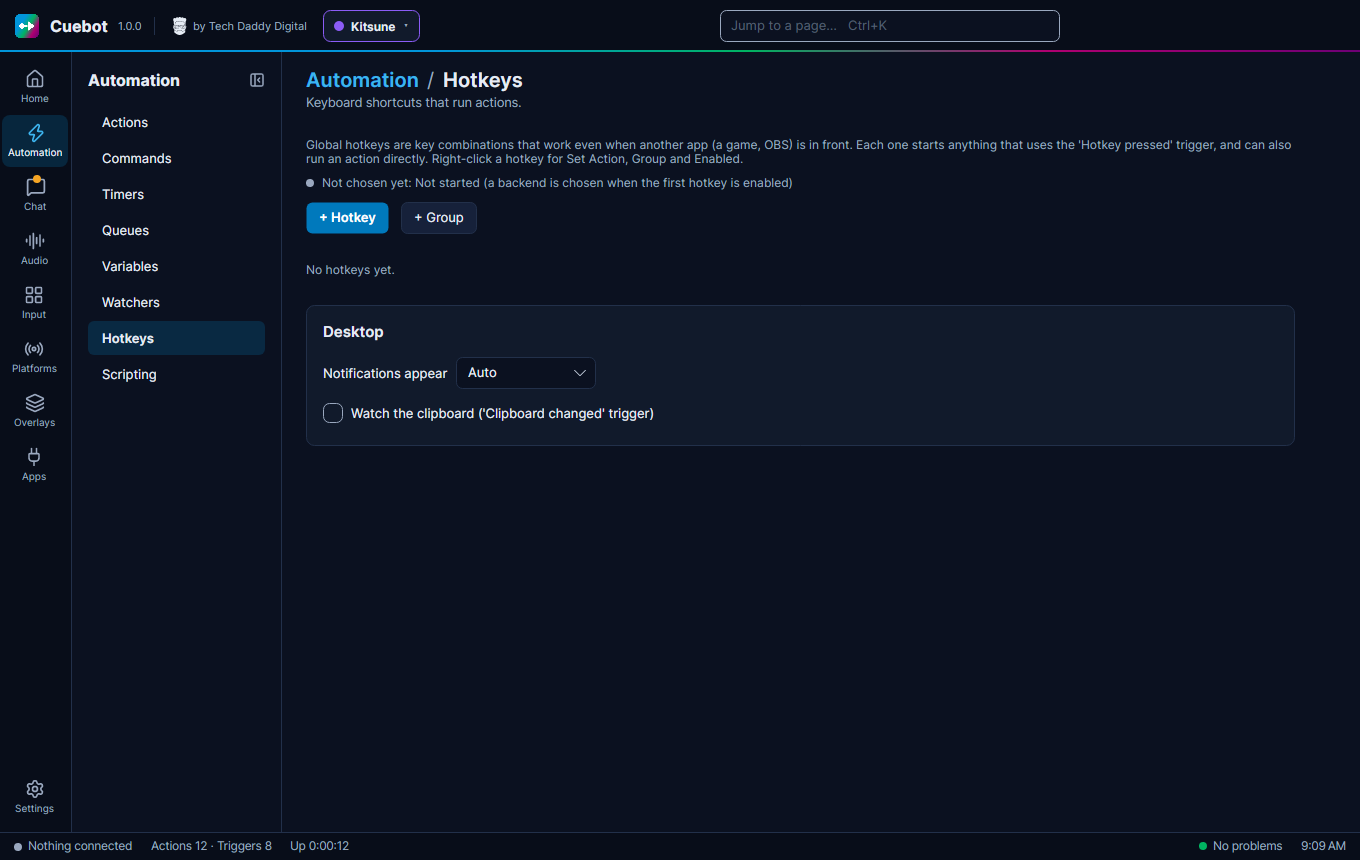 Cuebot 1.0.0 by Tech Daddy Digital Kitsune Jump to a page... Ctrl+K
Home
Automation
Chat
Audio
Input
Platforms
Overlays
Apps
Settings
Automation
Actions
Commands
Timers
Queues
Variables
Watchers
Hotkeys
Scripting
Automation / Hotkeys
Keyboard shortcuts that run actions.
Global hotkeys are key combinations that work even when another app (a game, OBS) is in front. Each one starts anything that uses the 'Hotkey pressed' trigger, and can also
run an action directly. Right-click a hotkey for Set Action, Group and Enabled.
Not chosen yet: Not started (a backend is chosen when the first hotkey is enabled)
+ Hotkey + Group
No hotkeys yet.
Desktop
Notifications appear Auto
Watch the clipboard ('Clipboard changed' trigger)
Nothing connected Actions 12 · Triggers 8 Up 0:00:12 No problems 9:09 AM